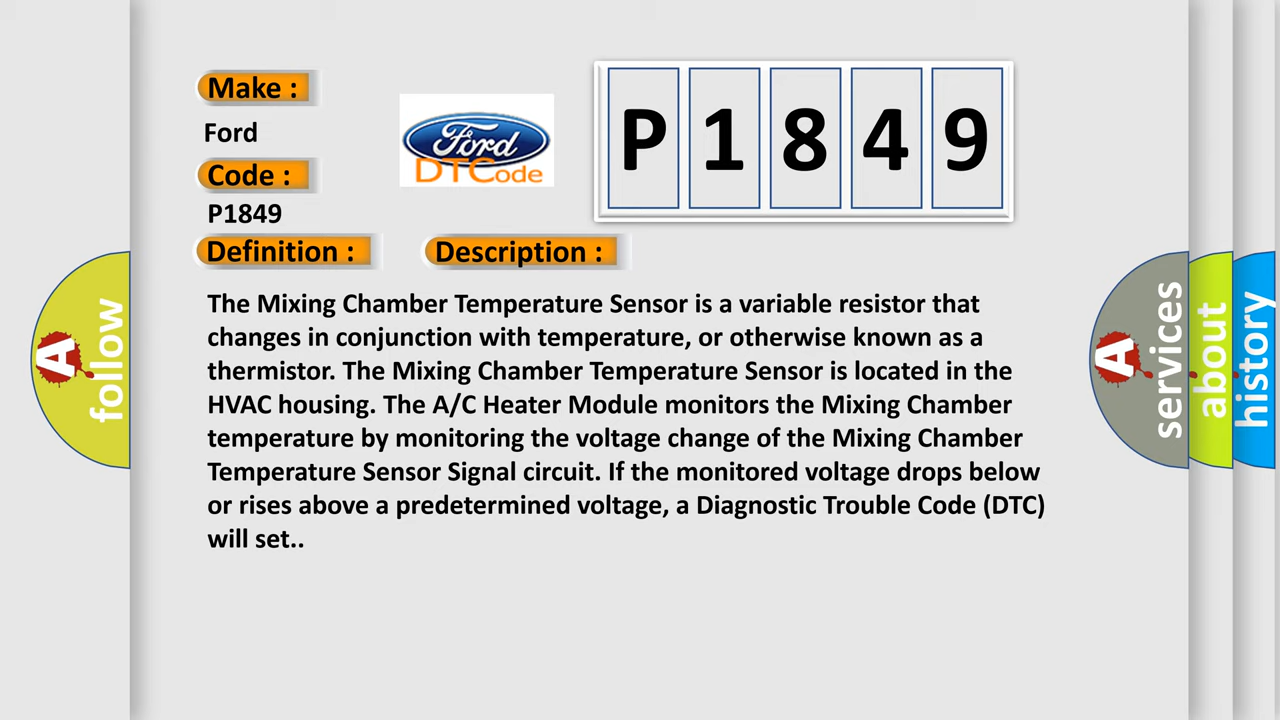 Make :
Ford
Code :
P1849
Ford
DTCode
P1849
Definition :
Description :
The Mixing Chamber Temperature Sensor is a variable resistor that
changes in conjunction with temperature, or otherwise known as a
thermistor. The Mixing Chamber Temperature Sensor is located in the
HVAC housing. The A/C Heater Module monitors the Mixing Chamber
temperature by monitoring the voltage change of the Mixing Chamber
Temperature Sensor Signal circuit. If the monitored voltage drops below
or rises above a predetermined voltage, a Diagnostic Trouble Code (DTC)
will set..
A follow
A services
about
history